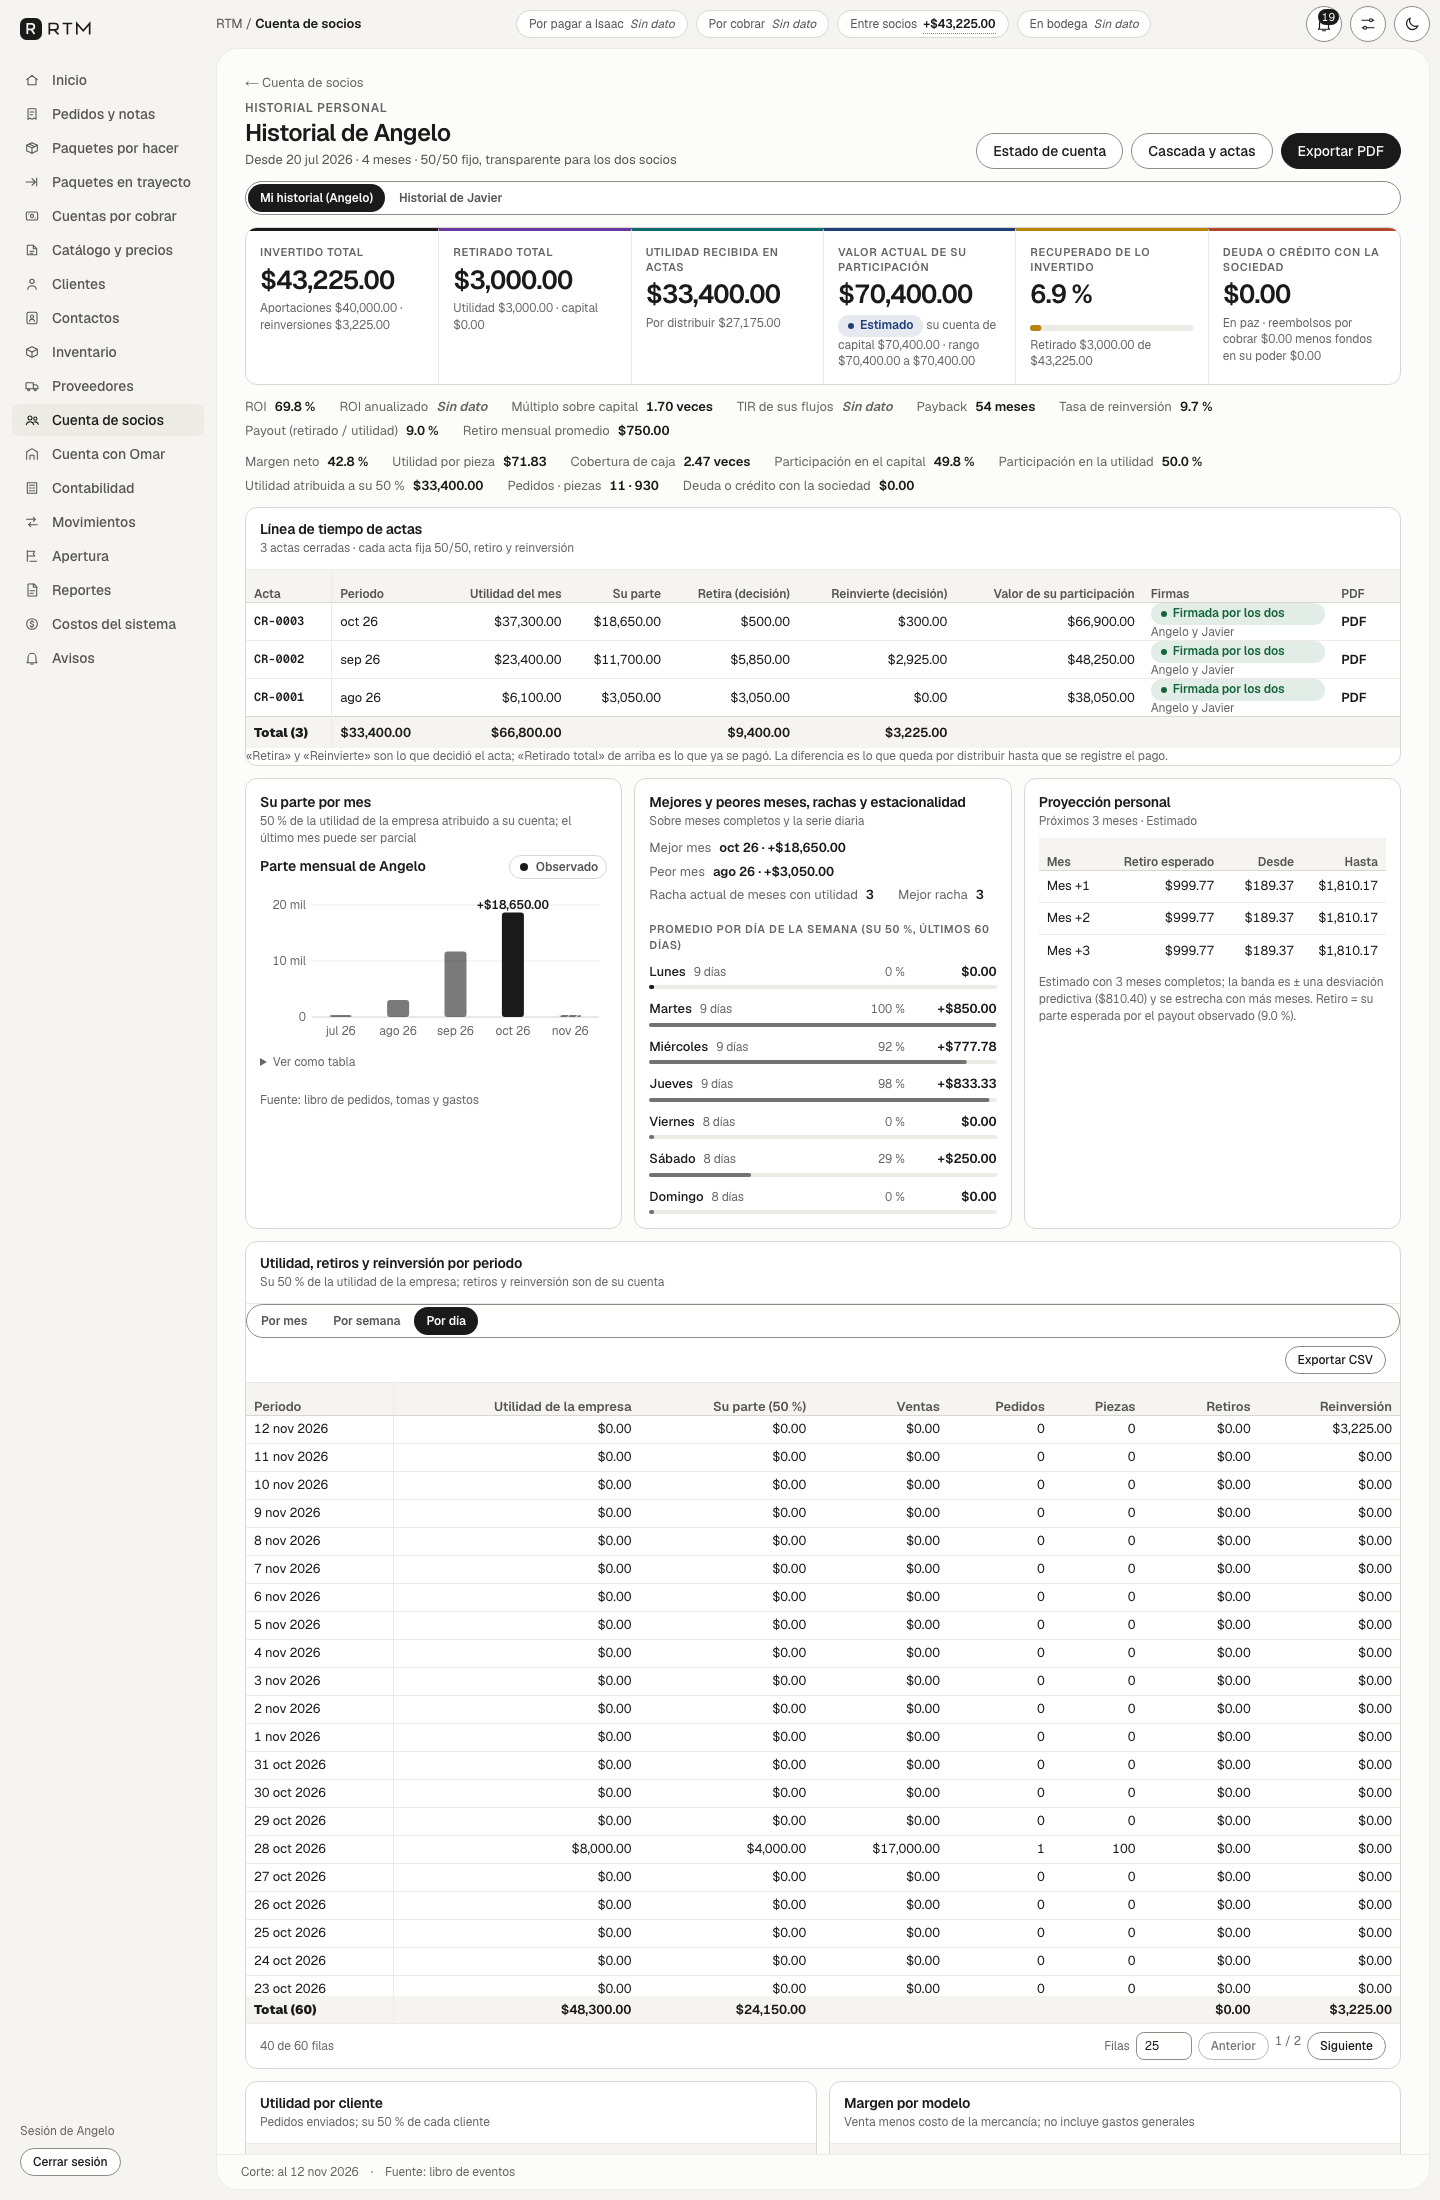 RTM
RTM / Cuenta de socios
Por pagar a Isaac Sin dato
Por cobrar Sin dato
Entre socios +$43,225.00
En bodega Sin dato
19
Inicio
Pedidos y notas
Paquetes por hacer
Paquetes en trayecto
Cuentas por cobrar
Catálogo y precios
Clientes
Contactos
Inventario
Proveedores
Cuenta de socios
Cuenta con Omar
Contabilidad
Movimientos
Apertura
Reportes
Costos del sistema
Avisos
Sesión de Angelo
Cerrar sesión
← Cuenta de socios
HISTORIAL PERSONAL
Historial de Angelo
Desde 20 jul 2026 · 4 meses · 50/50 fijo, transparente para los dos socios
Estado de cuenta
Cascada y actas
Exportar PDF
Mi historial (Angelo) Historial de Javier
INVERTIDO TOTAL
$43,225.00
Aportaciones $40,000.00 ·
reinversiones $3,225.00
RETIRADO TOTAL
$3,000.00
Utilidad $3,000.00 · capital
$0.00
UTILIDAD RECIBIDA EN
ACTAS
$33,400.00
Por distribuir $27,175.00
VALOR ACTUAL DE SU
PARTICIPACIÓN
$70,400.00
Estimado su cuenta de
capital $70,400.00 · rango
$70,400.00 a $70,400.00
RECUPERADO DE LO
INVERTIDO
6.9 %
Retirado $3,000.00 de
$43,225.00
DEUDA O CRÉDITO CON LA
SOCIEDAD
$0.00
En paz · reembolsos por
cobrar $0.00 menos fondos
en su poder $0.00
ROI 69.8 % ROI anualizado Sin dato Múltiplo sobre capital 1.70 veces TIR de sus flujos Sin dato Payback 54 meses Tasa de reinversión 9.7 %
Payout (retirado / utilidad) 9.0 % Retiro mensual promedio $750.00
Margen neto 42.8 % Utilidad por pieza $71.83 Cobertura de caja 2.47 veces Participación en el capital 49.8 % Participación en la utilidad 50.0 %
Utilidad atribuida a su 50 % $33,400.00 Pedidos · piezas 11 · 930 Deuda o crédito con la sociedad $0.00
Línea de tiempo de actas
3 actas cerradas · cada acta fija 50/50, retiro y reinversión
Acta Periodo Utilidad del mes Su parte Retira (decisión) Reinvierte (decisión) Valor de su participación Firmas PDF
CR-0003 oct 26 $37,300.00 $18,650.00 $500.00 $300.00 $66,900.00 Firmada por los dos PDF
Angelo y Javier
CR-0002 sep 26 $23,400.00 $11,700.00 $5,850.00 $2,925.00 $48,250.00 Firmada por los dos PDF
Angelo y Javier
CR-0001 ago 26 $6,100.00 $3,050.00 $3,050.00 $0.00 $38,050.00 Firmada por los dos PDF
Angelo y Javier
Total (3) $33,400.00 $66,800.00 $9,400.00 $3,225.00
«Retira» y «Reinvierte» son lo que decidió el acta; «Retirado total» de arriba es lo que ya se pagó. La diferencia es lo que queda por distribuir hasta que se registre el pago.
Su parte por mes
50 % de la utilidad de la empresa atribuido a su cuenta; el
último mes puede ser parcial
Parte mensual de Angelo Observado
20 mil
+$18,650.00
10 mil
0
jul 26 ago 26 sep 26 oct 26 nov 26
▶ Ver como tabla
Fuente: libro de pedidos, tomas y gastos
Mejores y peores meses, rachas y estacionalidad
Sobre meses completos y la serie diaria
Mejor mes oct 26 · +$18,650.00
Peor mes ago 26 · +$3,050.00
Racha actual de meses con utilidad 3 Mejor racha 3
PROMEDIO POR DÍA DE LA SEMANA (SU 50 %, ÚLTIMOS 60
DÍAS)
Lunes 9 días 0 % $0.00
Martes 9 días 100 % +$850.00
Miércoles 9 días 92 % +$777.78
Jueves 9 días 98 % +$833.33
Viernes 8 días 0 % $0.00
Sábado 8 días 29 % +$250.00
Domingo 8 días 0 % $0.00
Proyección personal
Próximos 3 meses · Estimado
Mes Retiro esperado Desde Hasta
Mes +1 $999.77 $189.37 $1,810.17
Mes +2 $999.77 $189.37 $1,810.17
Mes +3 $999.77 $189.37 $1,810.17
Estimado con 3 meses completos; la banda es ± una desviación
predictiva ($810.40) y se estrecha con más meses. Retiro = su
parte esperada por el payout observado (9.0 %).
Utilidad, retiros y reinversión por periodo
Su 50 % de la utilidad de la empresa; retiros y reinversión son de su cuenta
Por mes Por semana Por día
Exportar CSV
Periodo Utilidad de la empresa Su parte (50 %) Ventas Pedidos Piezas Retiros Reinversión
12 nov 2026 $0.00 $0.00 $0.00 0 0 $0.00 $3,225.00
11 nov 2026 $0.00 $0.00 $0.00 0 0 $0.00 $0.00
10 nov 2026 $0.00 $0.00 $0.00 0 0 $0.00 $0.00
9 nov 2026 $0.00 $0.00 $0.00 0 0 $0.00 $0.00
8 nov 2026 $0.00 $0.00 $0.00 0 0 $0.00 $0.00
7 nov 2026 $0.00 $0.00 $0.00 0 0 $0.00 $0.00
6 nov 2026 $0.00 $0.00 $0.00 0 0 $0.00 $0.00
5 nov 2026 $0.00 $0.00 $0.00 0 0 $0.00 $0.00
4 nov 2026 $0.00 $0.00 $0.00 0 0 $0.00 $0.00
3 nov 2026 $0.00 $0.00 $0.00 0 0 $0.00 $0.00
2 nov 2026 $0.00 $0.00 $0.00 0 0 $0.00 $0.00
1 nov 2026 $0.00 $0.00 $0.00 0 0 $0.00 $0.00
31 oct 2026 $0.00 $0.00 $0.00 0 0 $0.00 $0.00
30 oct 2026 $0.00 $0.00 $0.00 0 0 $0.00 $0.00
29 oct 2026 $0.00 $0.00 $0.00 0 0 $0.00 $0.00
28 oct 2026 $8,000.00 $4,000.00 $17,000.00 1 100 $0.00 $0.00
27 oct 2026 $0.00 $0.00 $0.00 0 0 $0.00 $0.00
26 oct 2026 $0.00 $0.00 $0.00 0 0 $0.00 $0.00
25 oct 2026 $0.00 $0.00 $0.00 0 0 $0.00 $0.00
24 oct 2026 $0.00 $0.00 $0.00 0 0 $0.00 $0.00
23 oct 2026 $0.00 $0.00 $0.00 0 0 $0.00 $0.00
Total (60) $48,300.00 $24,150.00 $0.00 $3,225.00
40 de 60 filas Filas 25 Anterior 1 / 2 Siguiente
Utilidad por cliente
Pedidos enviados; su 50 % de cada cliente
Margen por modelo
Venta menos costo de la mercancía; no incluye gastos generales
Corte: al 12 nov 2026 · Fuente: libro de eventos